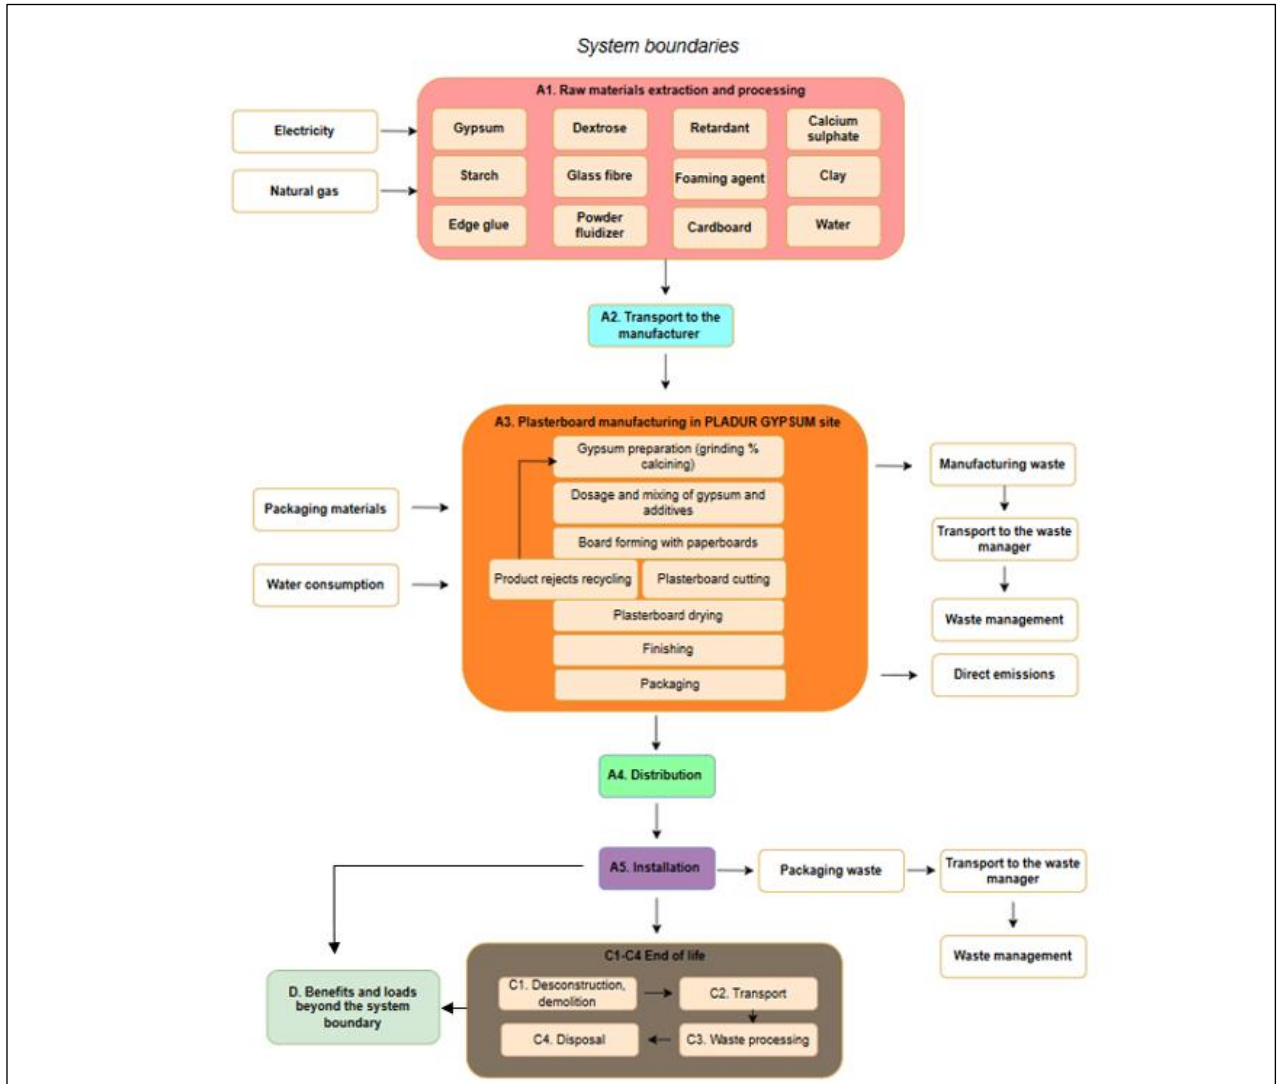 System boundaries
A1. Raw materials extraction and processing
Electricity
Natural gas
Gypsum
Dextrose
Retardant
Calcium
sulphate
Starch
Glass fibre
Foaming agent
Clay
Edge glue
Powder
fluidizer
Cardboard
Water
A2. Transport to the
manufacturer
A3. Plasterboard manufacturing in PLADUR GYPSUM site
Packaging materials
Water consumption
Gypsum preparation (grinding %
calcining)
Dosage and mixing of gypsum and
additives
Board forming with paperboards
Product rejects recycling
Plasterboard cutting
Plasterboard drying
Finishing
Packaging
Manufacturing waste
Transport to the waste
manager
Waste management
Direct emissions
A4. Distribution
A5. Installation
Packaging waste
Transport to the waste
manager
Waste management
C1-C4 End of life
C1. Desconstruction,
demolition
C2. Transport
C4. Disposal
C3. Waste processing
D. Benefits and loads
beyond the system
boundary